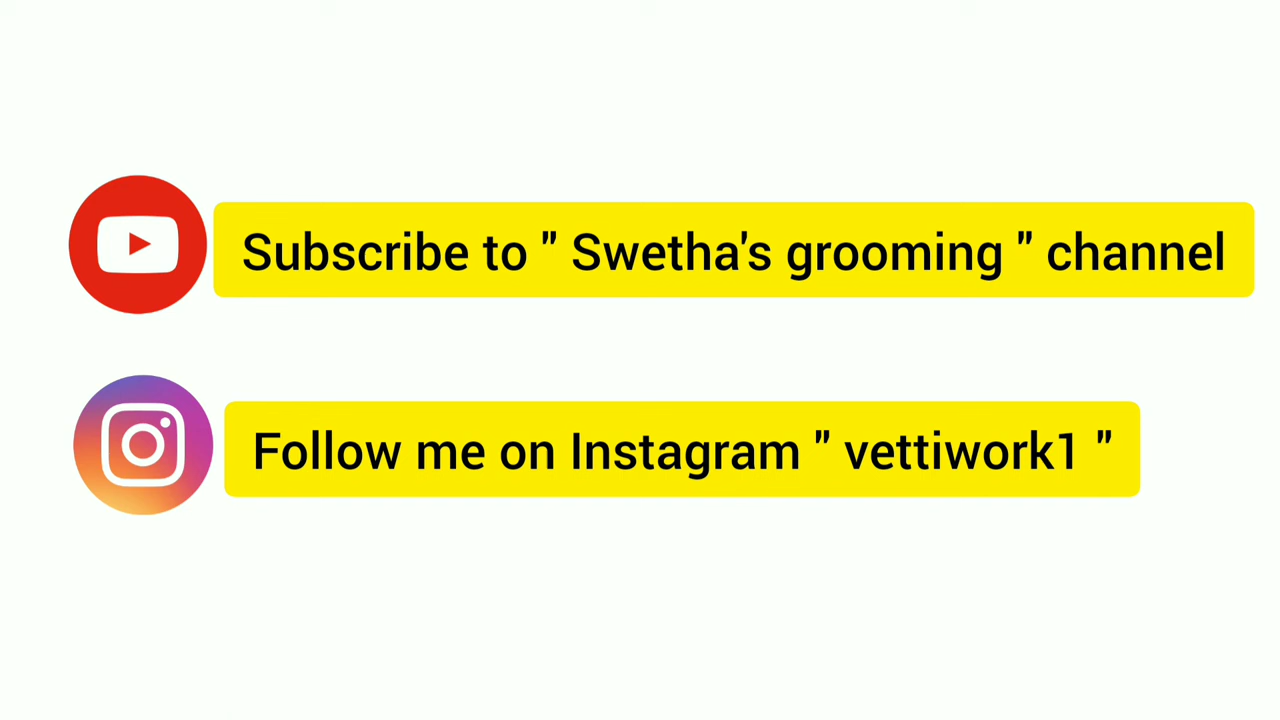 Subscribe to " Swetha's grooming " channel
Follow me on Instagram " vettiwork1 "